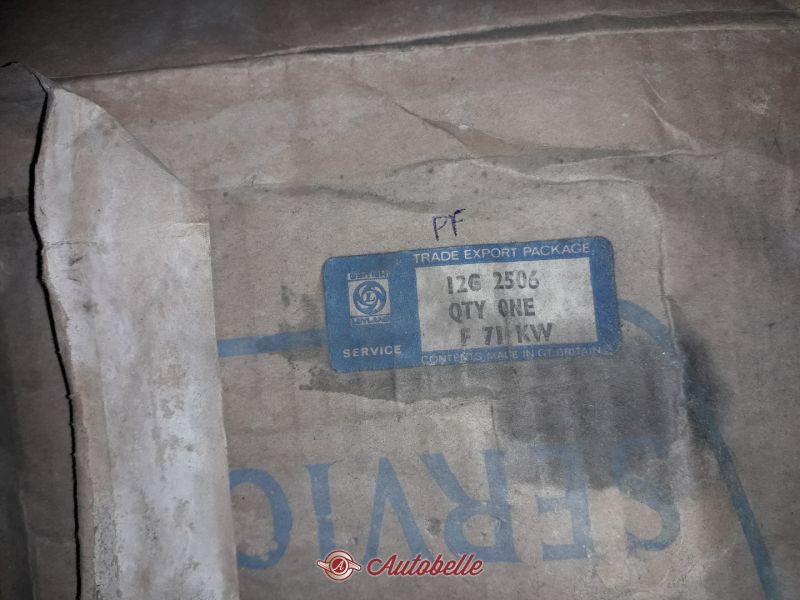 PF
TRADE EXPORT PACKAGE
BRITISH
L
LEYLAND
SERVICE
12G 2506
QTY ONE
F 71 KW
CONTENTS MADE IN GT. BRITAIN
SERVICE
A
Autobelle